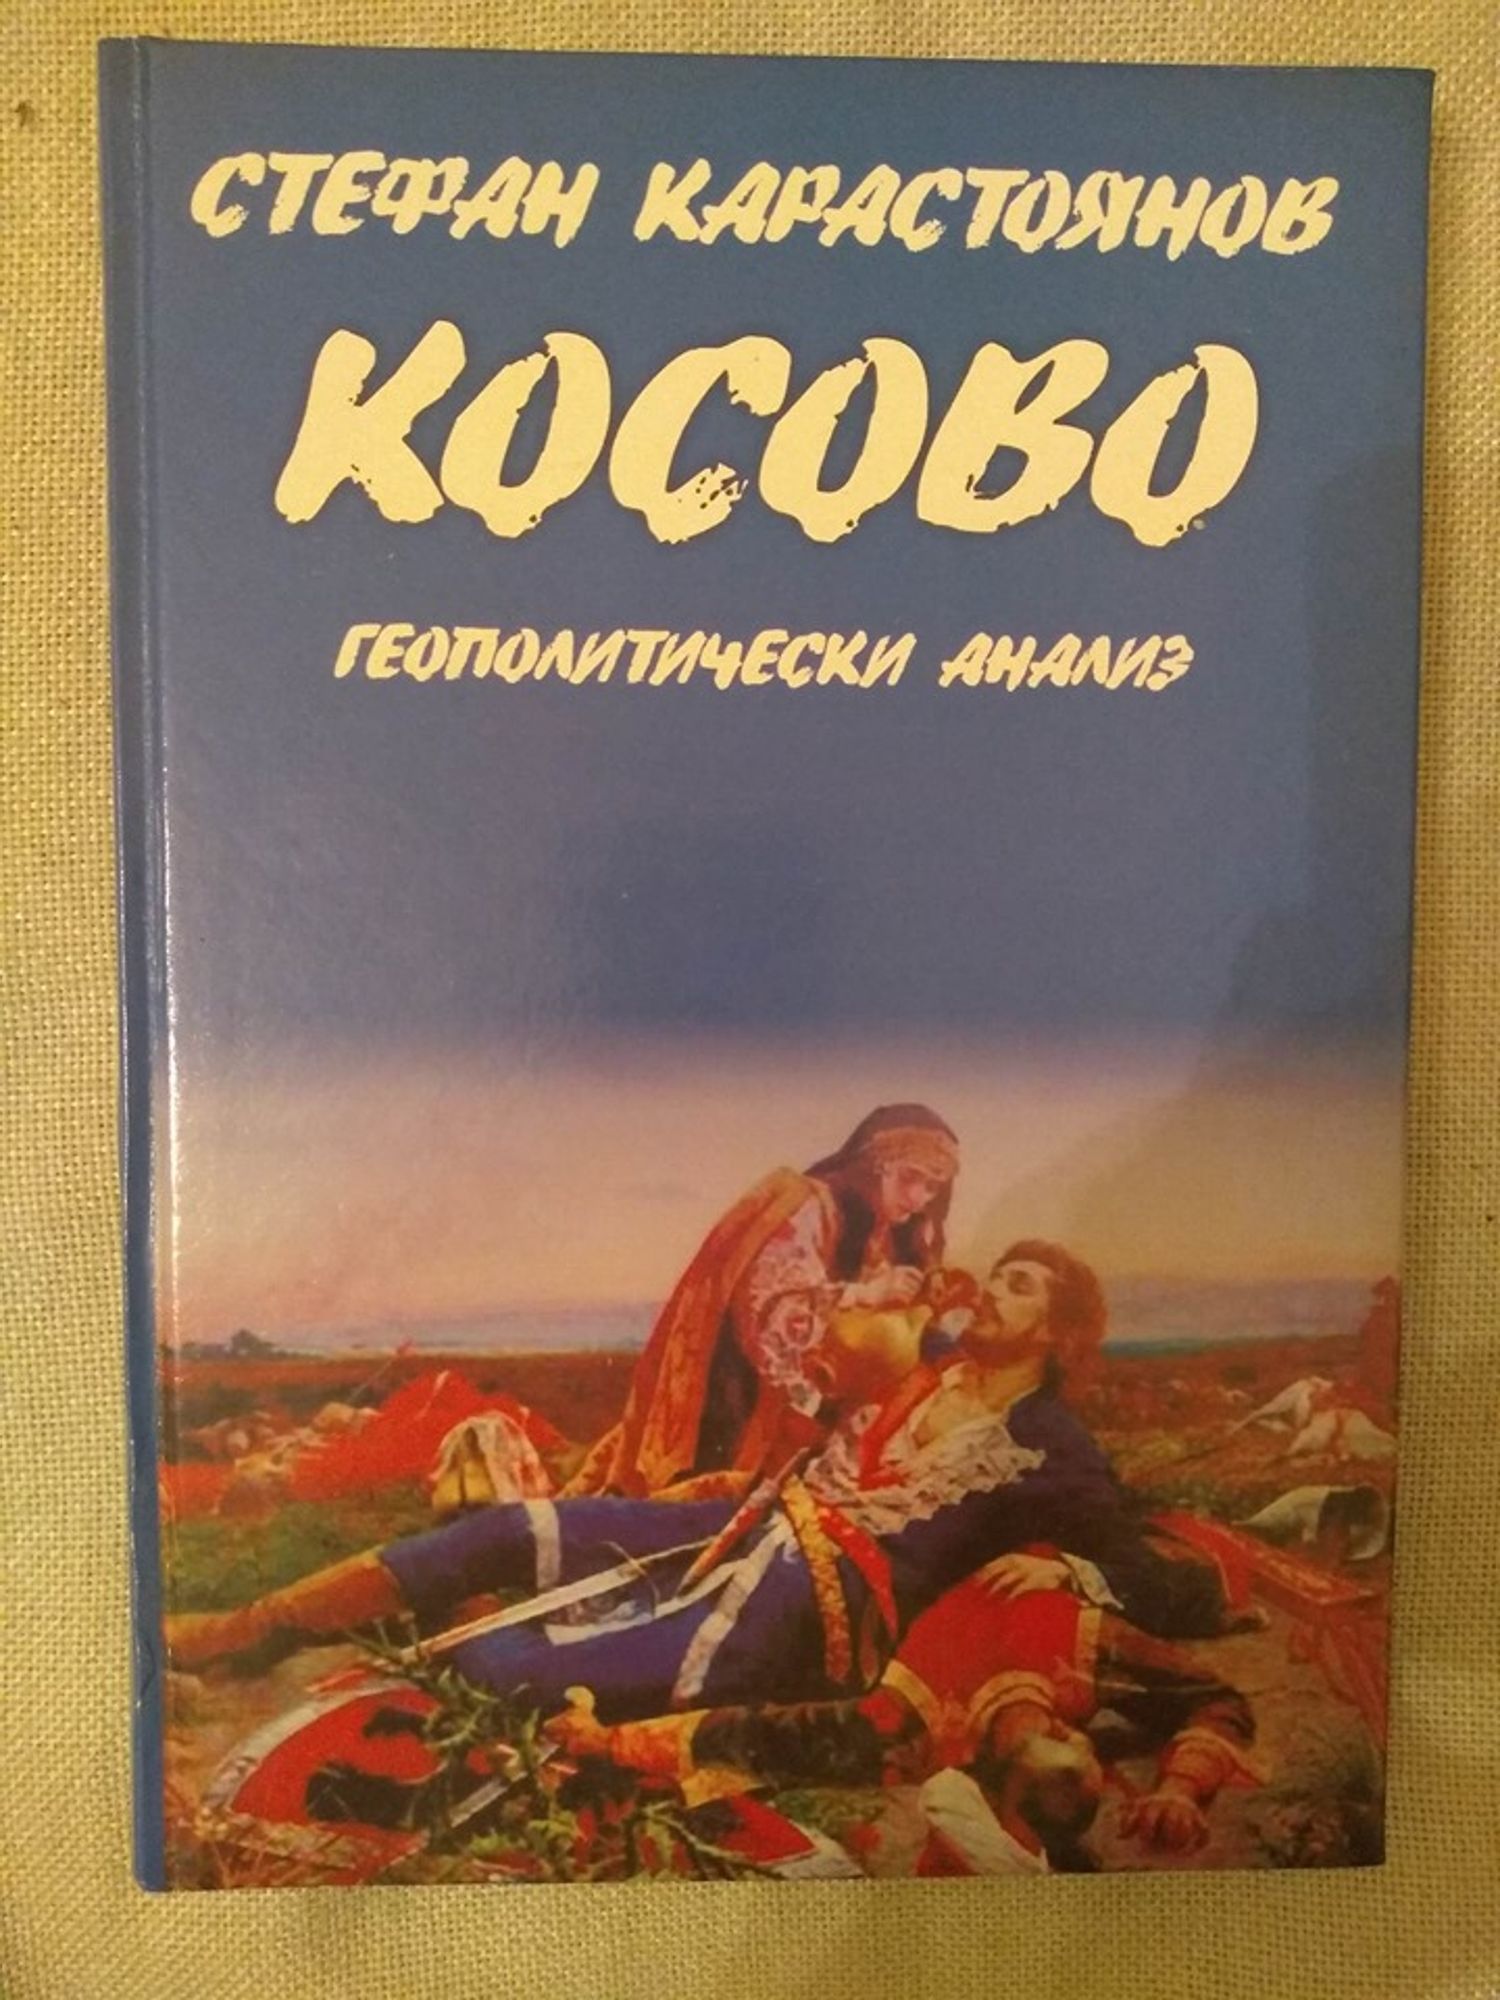 СТЕФАН КАРАСТОЯНОВ
КОСОВО
ГЕОПОЛИТИЧЕСКИ АНАЛИЗ